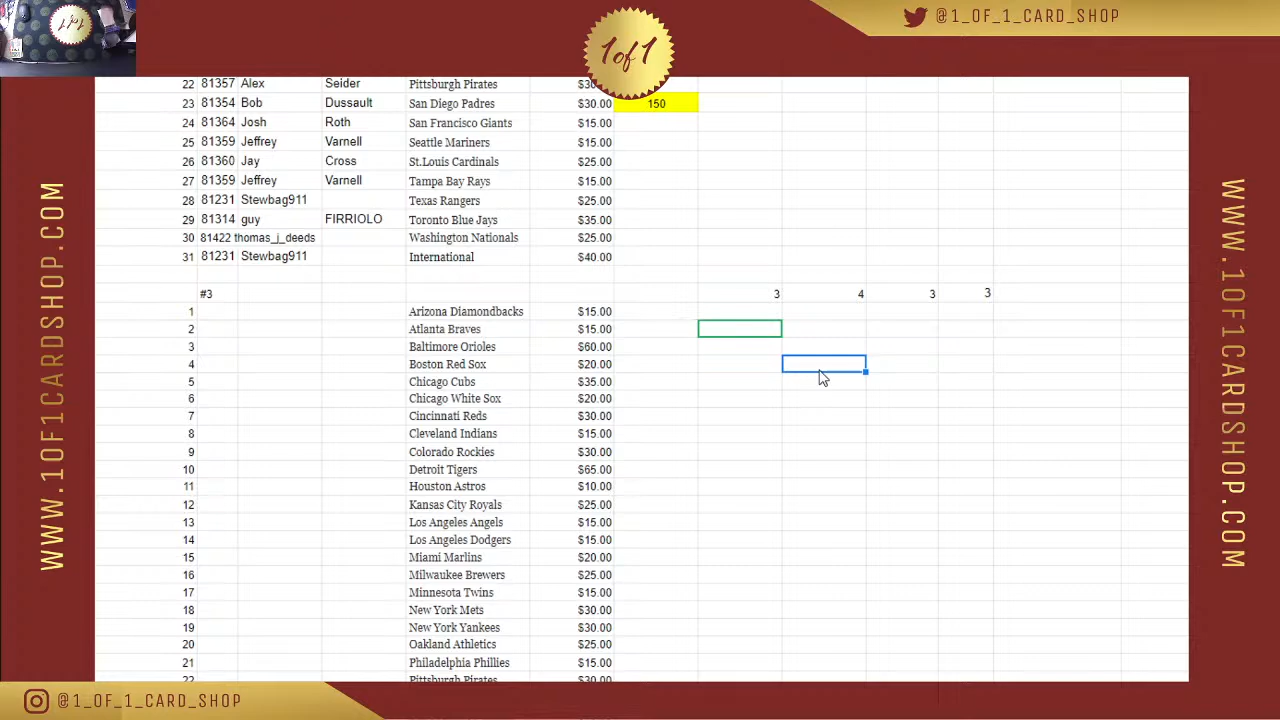 @1_OF_1_CARD_SHOP
1of1
1of1
22 81357 Alex Seider Pittsburgh Pirates
23 81354 Bob Dussault San Diego Padres $30.00 150
24 81364 Josh Roth San Francisco Giants $15.00
25 81359 Jeffrey Varnell Seattle Mariners $15.00
26 81360 Jay Cross St.Louis Cardinals $25.00
27 81359 Jeffrey Varnell Tampa Bay Rays $15.00
28 81231 Stewbag911 Texas Rangers $25.00
29 81314 guy FIRRIOLO Toronto Blue Jays $35.00
30 81422 thomas_j_deeds Washington Nationals $25.00
31 81231 Stewbag911 International $40.00
#3 3 4 3 3
1 Arizona Diamondbacks $15.00
2 Atlanta Braves $15.00
3 Baltimore Orioles $60.00
4 Boston Red Sox $20.00
5 Chicago Cubs $35.00
6 Chicago White Sox $20.00
7 Cincinnati Reds $30.00
8 Cleveland Indians $15.00
9 Colorado Rockies $30.00
10 Detroit Tigers $65.00
11 Houston Astros $10.00
12 Kansas City Royals $25.00
13 Los Angeles Angels $15.00
14 Los Angeles Dodgers $15.00
15 Miami Marlins $20.00
16 Milwaukee Brewers $25.00
17 Minnesota Twins $15.00
18 New York Mets $30.00
19 New York Yankees $30.00
20 Oakland Athletics $25.00
21 Philadelphia Phillies $15.00
22 Pittsburgh Pirates $30.00
WWW.1OF1CARDSHOP.COM
WWW.1OF1CARDSHOP.COM
@1_OF_1_CARD_SHOP